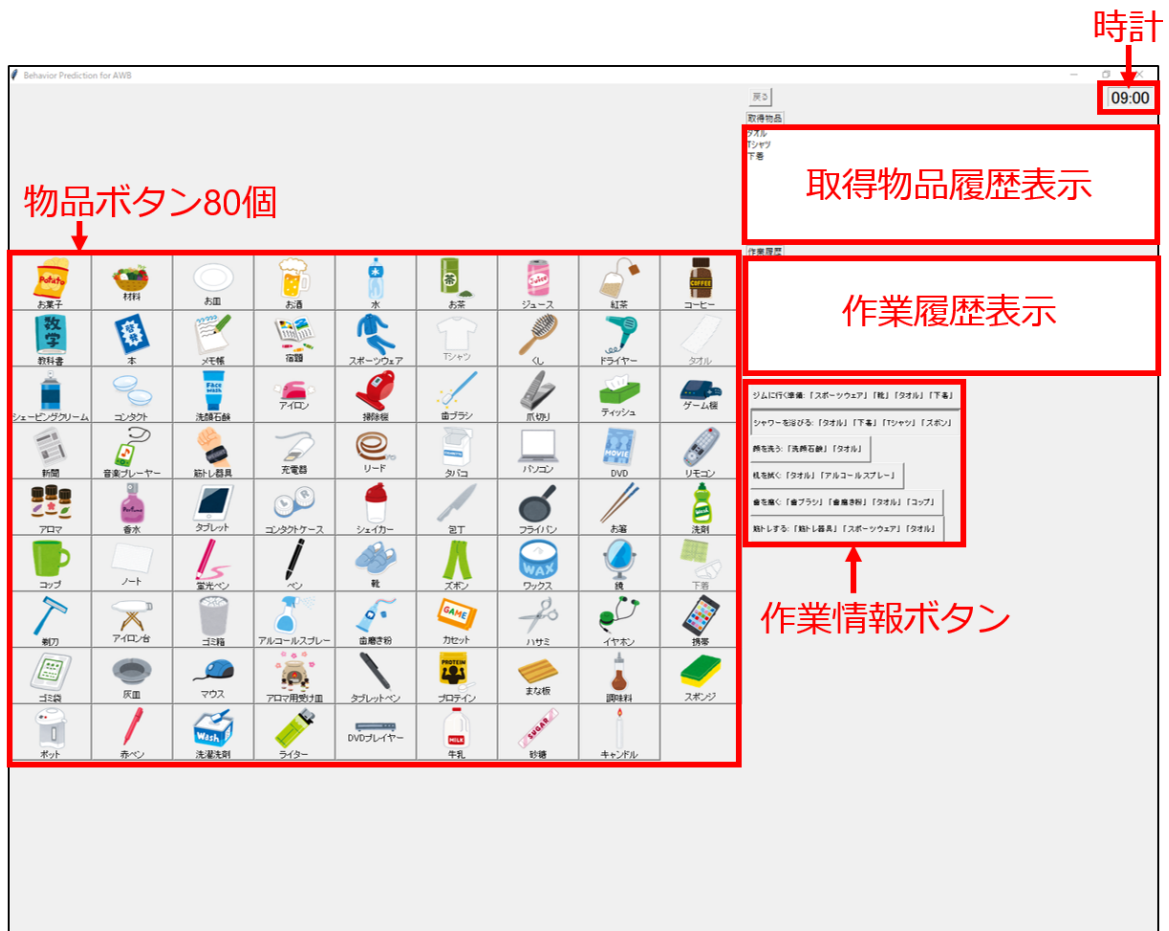 時計
Behavior Prediction for AWB
戻る
09:00
取得物品
タオル
Tシャツ
下着
取得物品履歴表示
物品ボタン80個
作業履歴
作業履歴表示
Potato
お菓子
材料
お皿
お酒
水
水
茶
お茶
Juice
ジュース
紅茶
COFFEE
コーヒー
数学
教科書
啓発
本
メモ帳
宿題
スポーツウェア
Tシャツ
くし
ドライヤー
タオル
シェービングクリーム
コンタクト
Face wash
洗顔石鹸
アイロン
掃除機
歯ブラシ
爪切り
ティッシュ
ゲーム機
新聞
音楽プレーヤー
筋トレ器具
充電器
リード
タバコ
パソコン
MOVIE
DVD
リモコン
アロマ
Perfume
香水
タブレット
L R
コンタクトケース
シェイカー
包丁
フライパン
お箸
洗剤
コップ
ノート
蛍光ペン
ペン
靴
ズボン
WAX
ワックス
鏡
下着
剃刀
アイロン台
ゴミ箱
アルコールスプレー
歯磨き粉
GAME
カセット
ハサミ
イヤホン
携帯
ゴミ袋
灰皿
マウス
アロマ用受け皿
タブレットペン
PROTEIN
プロテイン
まな板
調味料
スポンジ
ポット
赤ペン
Wash
洗濯洗剤
ライター
DVDプレイヤー
MILK
牛乳
SUGAR
砂糖
キャンドル
ジムに行く準備:「スポーツウェア」「靴」「タオル」「下着」
シャワーを浴びる:「タオル」「下着」「Tシャツ」「ズボン」
顔を洗う:「洗顔石鹸」「タオル」
机を拭く:「タオル」「アルコールスプレー」
歯を磨く:「歯ブラシ」「歯磨き粉」「タオル」「コップ」
筋トレする:「筋トレ器具」「スポーツウェア」「タオル」
作業情報ボタン